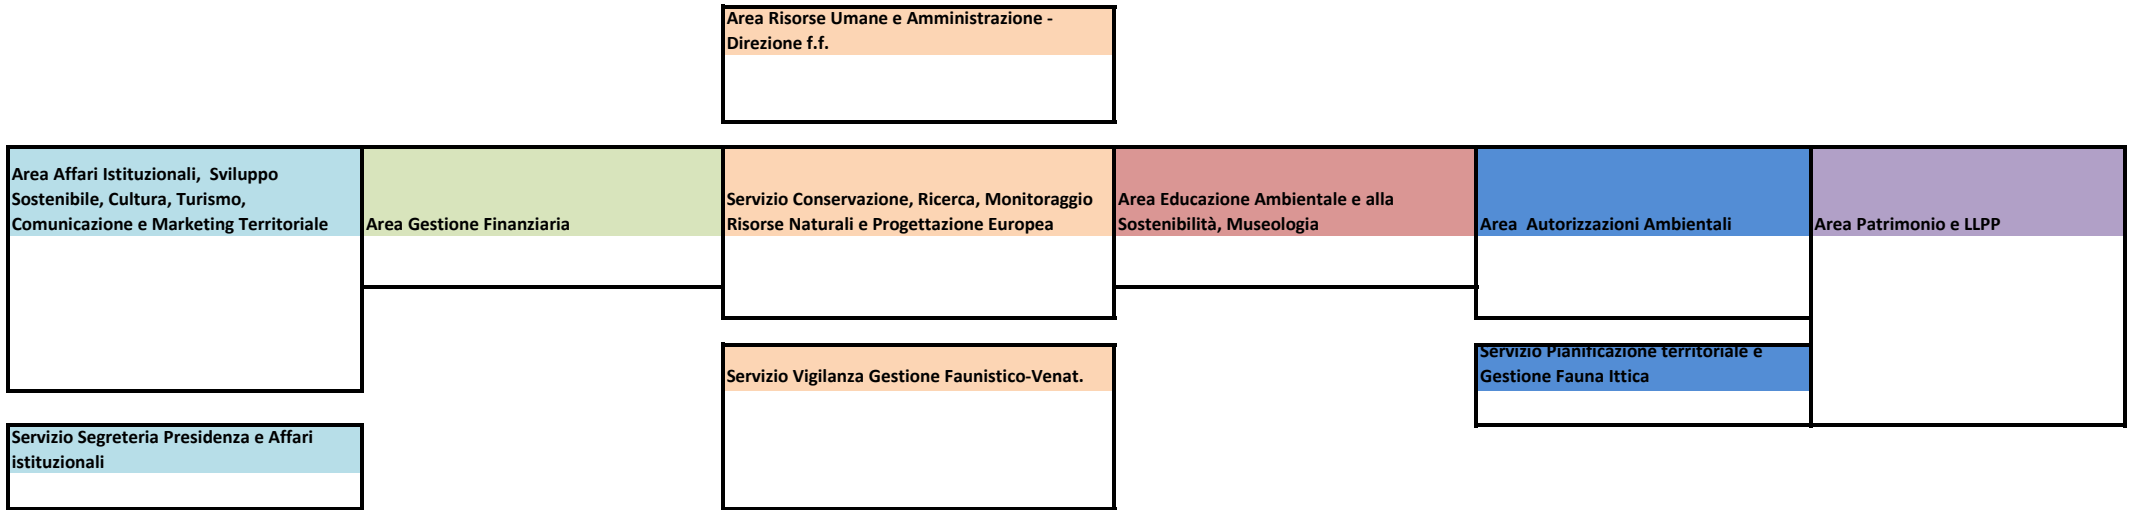 Area Risorse Umane e Amministrazione -
Direzione f.f.
Area Affari Istituzionali, Sviluppo
Sostenibile, Cultura, Turismo,
Comunicazione e Marketing Territoriale
Area Gestione Finanziaria
Servizio Conservazione, Ricerca, Monitoraggio
Risorse Naturali e Progettazione Europea
Area Educazione Ambientale e alla
Sostenibilità, Museologia
Area Autorizzazioni Ambientali
Area Patrimonio e LLPP
Servizio Vigilanza Gestione Faunistico-Venat.
Servizio Pianificazione territoriale e
Gestione Fauna Ittica
Servizio Segreteria Presidenza e Affari
istituzionali